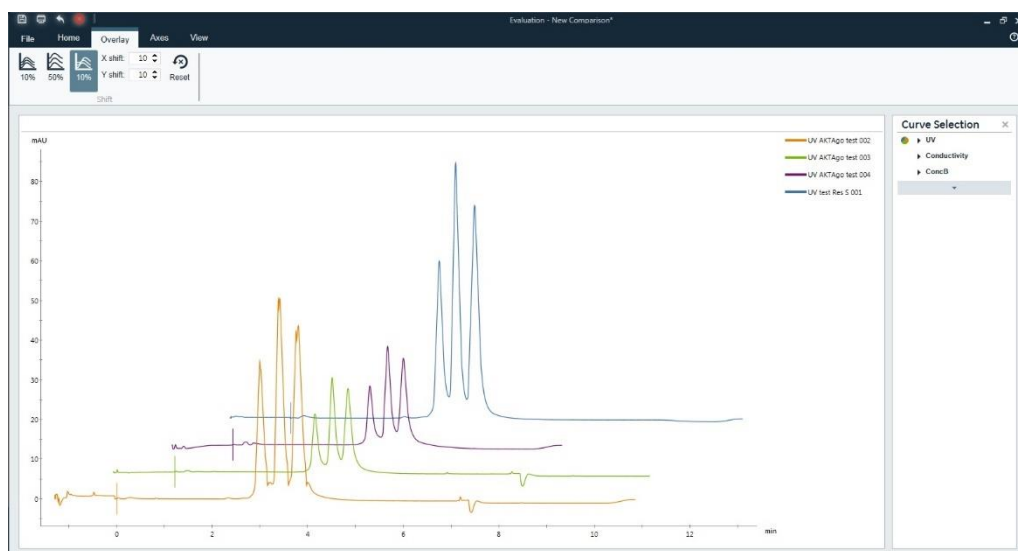 Evaluation - New Comparison*
File Home Overlay Axes View
X shift: 10
Y shift: 10
10% 50% 10% Reset
Shift
mAU
80
70
60
50
40
30
20
10
0
0 2 4 6 8 10 12
min
UV AKTAgo test 002
UV AKTAgo test 003
UV AKTAgo test 004
UV test Res S 001
Curve Selection
UV
Conductivity
ConcB